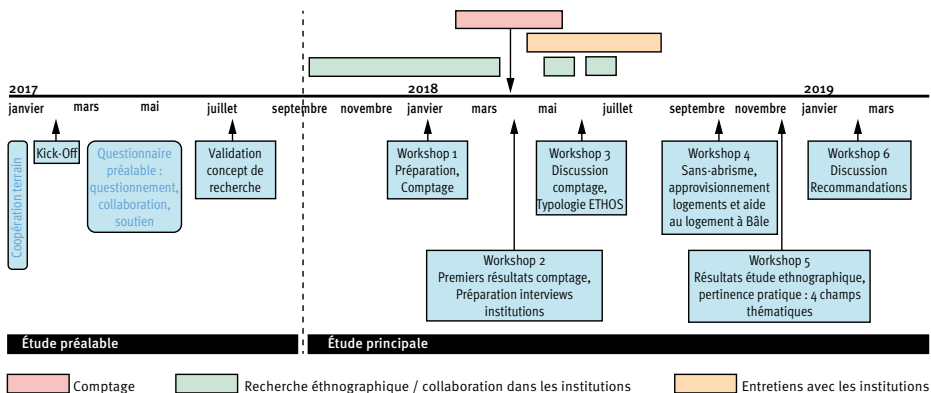 2017
2018
2019
janvier
mars
mai
juillet
septembre
novembre
janvier
mars
mai
juillet
septembre
novembre
janvier
mars
Coopération terrain
Kick-Off
Questionnaire
préalable :
questionnement,
collaboration,
soutien
Validation
concept de
recherche
Workshop 1
Préparation,
Comptage
Workshop 3
Discussion
comptage,
Typologie ETHOS
Workshop 4
Sans-abrisme,
approvisionnement
logements et aide
au logement à Bâle
Workshop 6
Discussion
Recommandations
Workshop 2
Premiers résultats comptage,
Préparation interviews
institutions
Workshop 5
Résultats étude ethnographique,
pertinence pratique : 4 champs
thématiques
Étude préalable
Étude principale
Comptage
Recherche éthnographique / collaboration dans les institutions
Entretiens avec les institutions